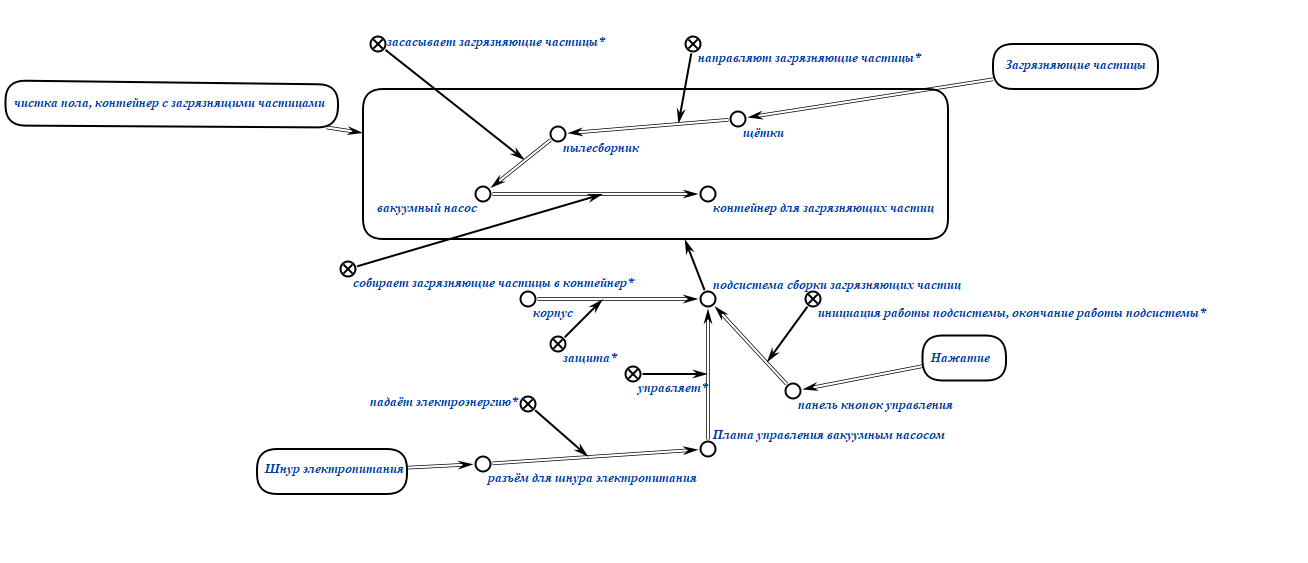 засасывает загрязняющие частицы*
направляют загрязняющие частицы*
Загрязняющие частицы
чистка пола, контейнер с загрязнящими частицами
щётки
пылесборник
вакуумный насос
контейнер для загрязняющих частиц
собирает загрязняющие частицы в контейнер*
подсистема сборки загрязняющих частиц
корпус
инициация работы подсистемы, окончание работы подсистемы*
защита*
Нажатие
управляет*
падаёт электроэнергию*
панель кнопок управления
Плата управления вакуумным насосом
Шнур электропитания
разъём для шнура электропитания